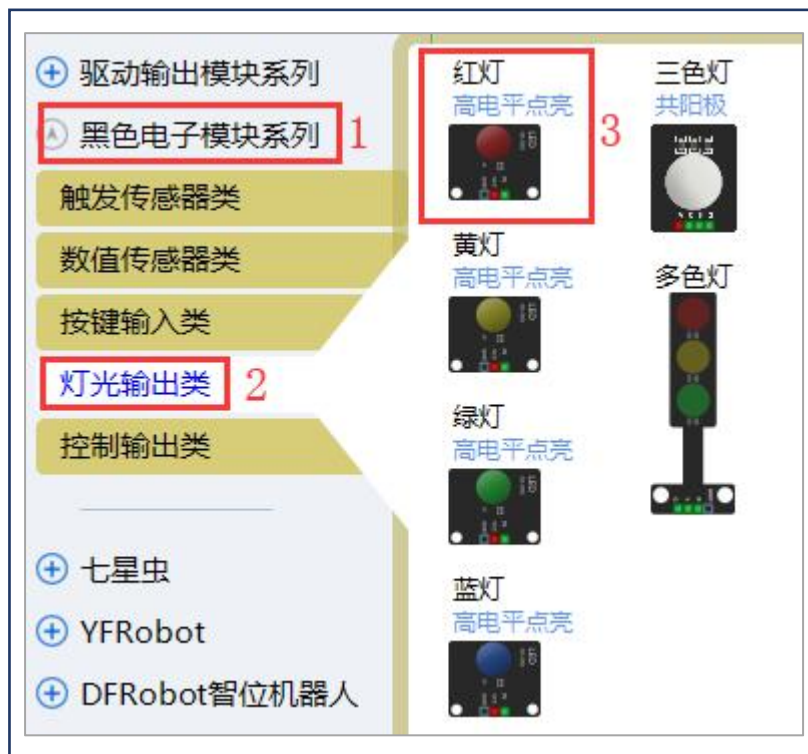 驱动输出模块系列
黑色电子模块系列 1
触发传感器类
数值传感器类
按键输入类
灯光输出类 2
控制输出类
七星虫
YFRobot
DFRobot智位机器人
红灯
高电平点亮
3
黄灯
高电平点亮
绿灯
高电平点亮
蓝灯
高电平点亮
三色灯
共阳极
多色灯